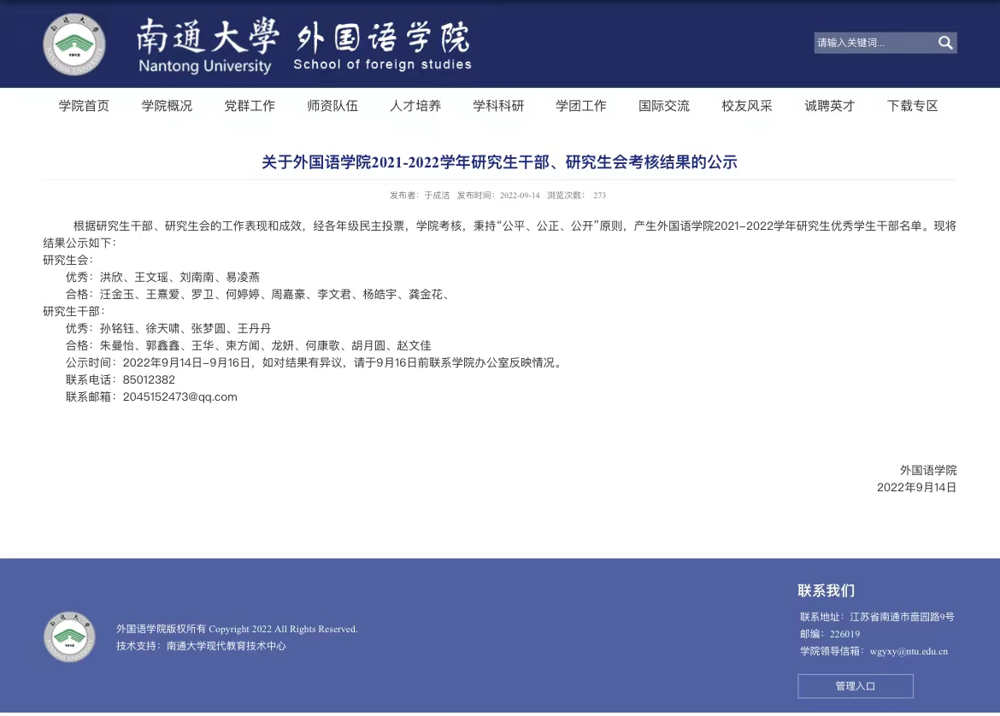 南通大學 外国语学院
Nantong University School of foreign studies
请输入关键词...
学院首页 学院概况 党群工作 师资队伍 人才培养 学科科研 学团工作 国际交流 校友风采 诚聘英才 下载专区
关于外国语学院2021-2022学年研究生干部、研究生会考核结果的公示
发布者：于成洁 发布时间：2022-09-14 浏览次数： 273
根据研究生干部、研究生会的工作表现和成效，经各年级民主投票，学院考核，秉持“公平、公正、公开”原则，产生外国语学院2021-2022学年研究生优秀学生干部名单。现将
结果公示如下：
研究生会：
优秀：洪欣、王文瑶、刘南南、易凌燕
合格：汪金玉、王熹爱、罗卫、何婷婷、周嘉豪、李文君、杨皓宇、龚金花、
研究生干部：
优秀：孙铭钰、徐天啸、张梦圆、王丹丹
合格：朱曼怡、郭鑫鑫、王华、東方闻、龙妍、何康歌、胡月圆、赵文佳
公示时间：2022年9月14日-9月16日，如对结果有异议，请于9月16日前联系学院办公室反映情况。
联系电话：85012382
联系邮箱：2045152473@qq.com
外国语学院
2022年9月14日
外国语学院版权所有 Copyright 2022 All Rights Reserved.
技术支持：南通大学现代教育技术中心
联系我们
联系地址：江苏省南通市啬园路9号
邮编：226019
学院领导信箱：wgyxy@ntu.edu.cn
管理入口